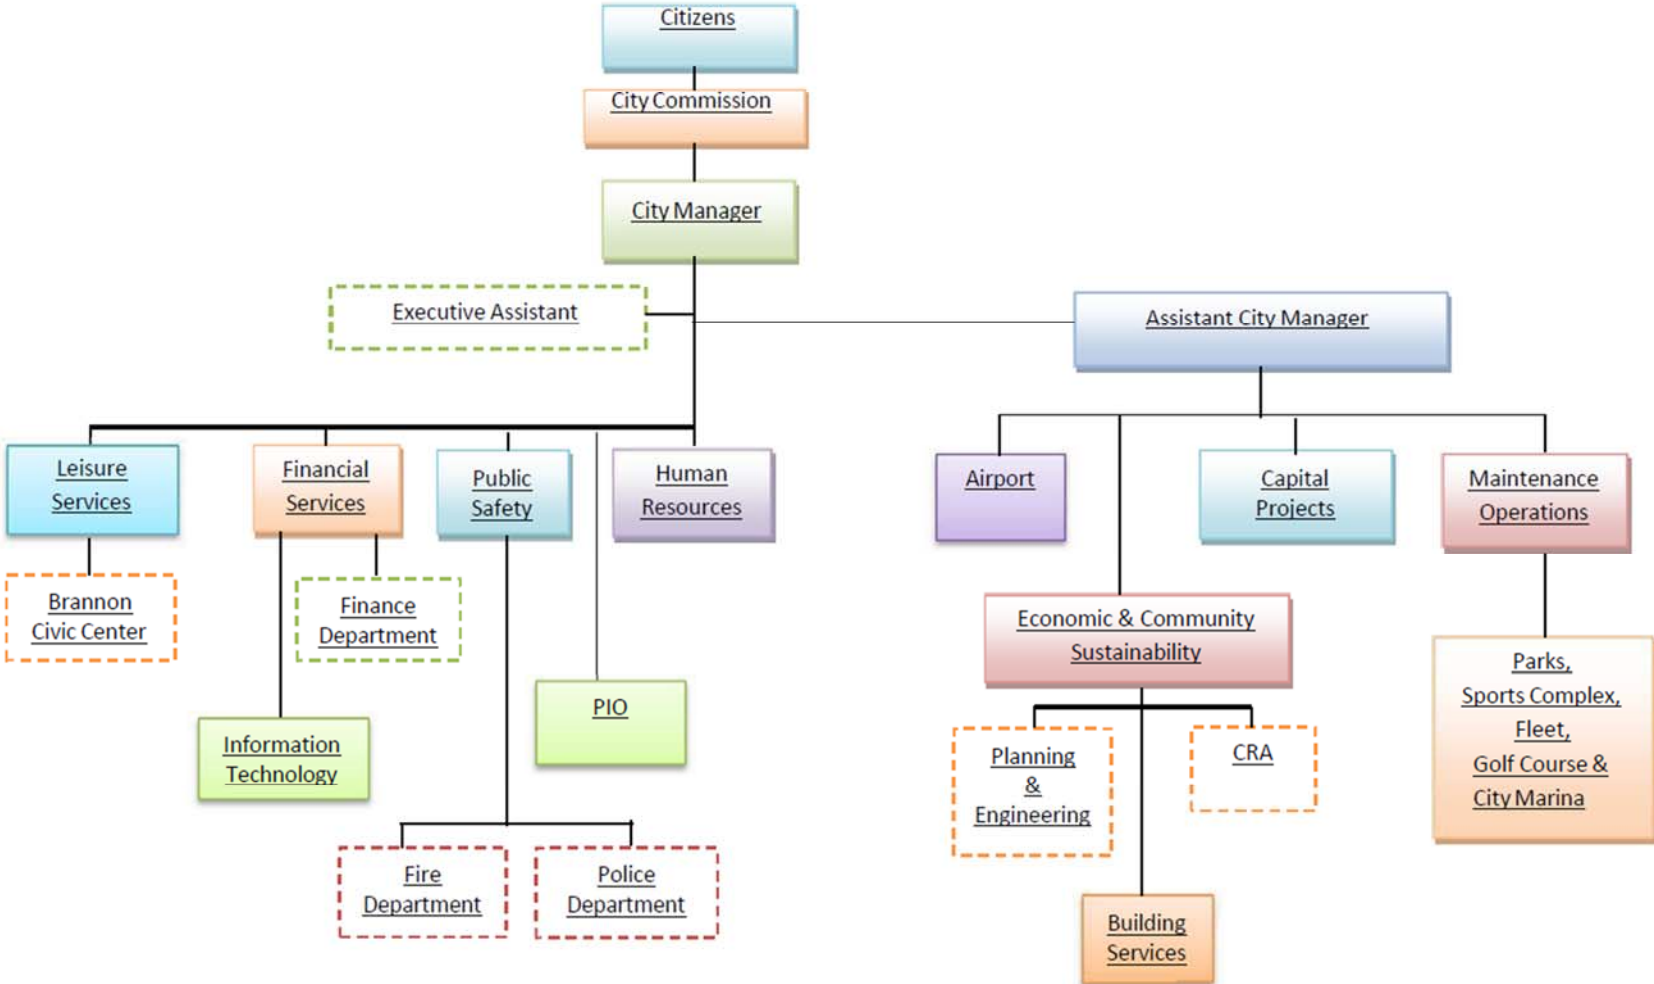 Citizens
City Commission
City Manager
Executive Assistant
Assistant City Manager
Leisure
Services
Financial
Services
Public
Safety
Human
Resources
Airport
Capital
Projects
Maintenance
Operations
Brannon
Civic Center
Finance
Department
Economic & Community
Sustainability
Parks,
Sports Complex,
Fleet,
Golf Course &
City Marina
Information
Technology
PIO
Planning
&
Engineering
CRA
Fire
Department
Police
Department
Building
Services